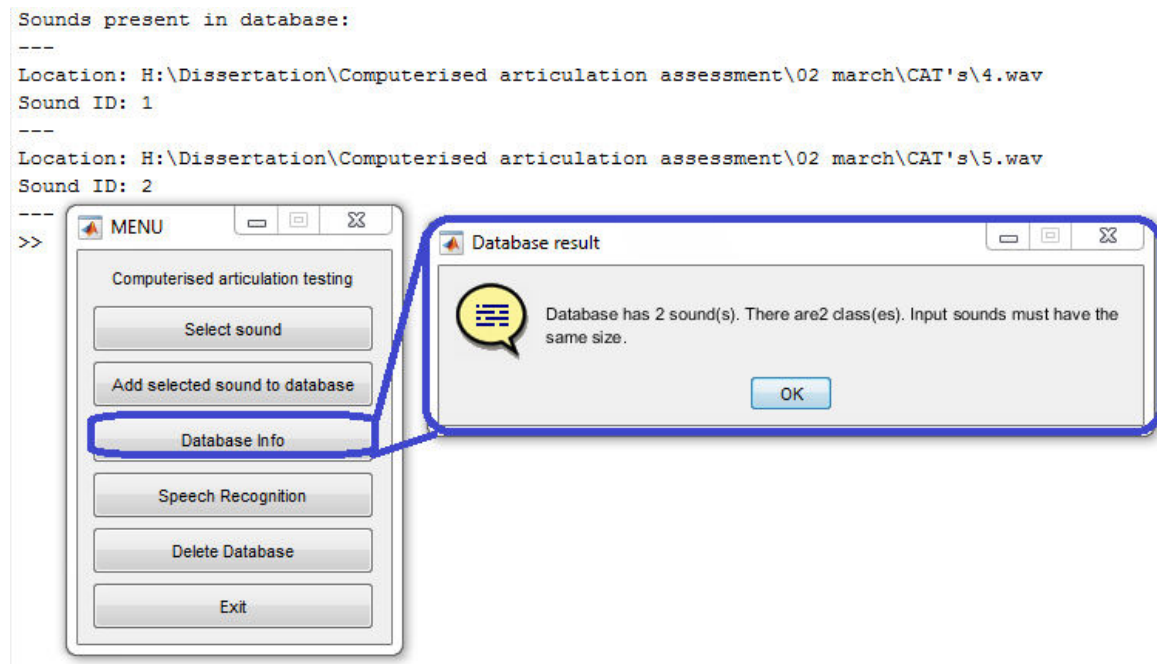 Sounds present in database:
---
Location: H:\Dissertation\Computerised articulation assessment\02 march\CAT's\4.wav
Sound ID: 1
---
Location: H:\Dissertation\Computerised articulation assessment\02 march\CAT's\5.wav
Sound ID: 2
---
>>
MENU
Computerised articulation testing
Select sound
Add selected sound to database
Database Info
Speech Recognition
Delete Database
Exit
Database result
Database has 2 sound(s). There are2 class(es). Input sounds must have the
same size.
OK